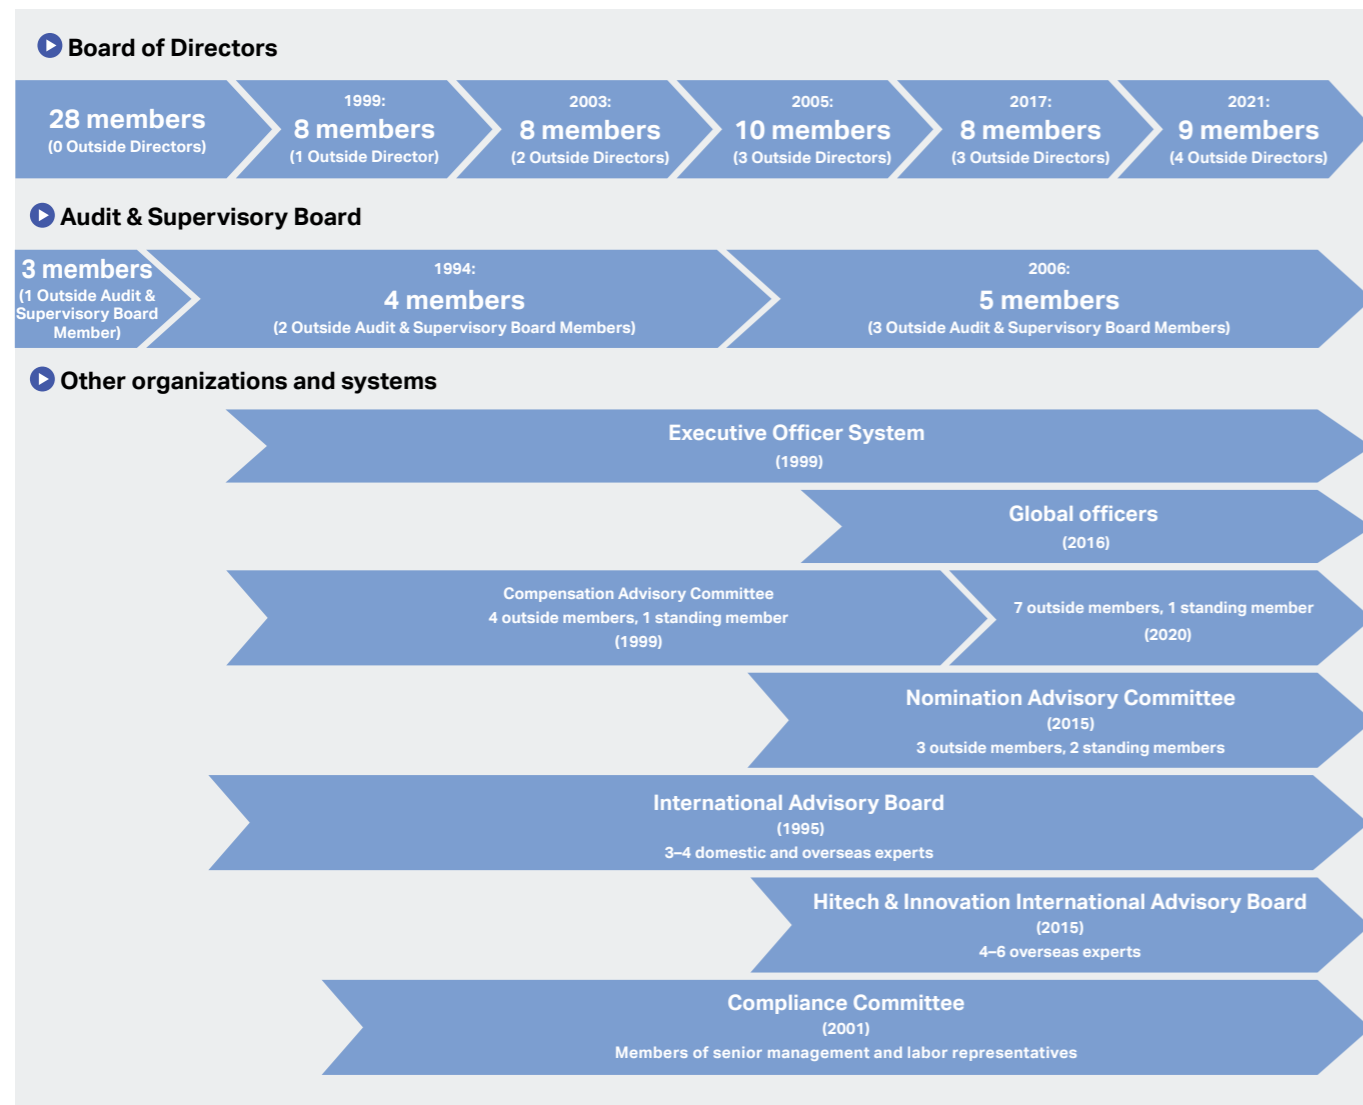 Board of Directors
28 members
(0 Outside Directors)
1999:
8 members
(1 Outside Director)
2003:
8 members
(2 Outside Directors)
2005:
10 members
(3 Outside Directors)
2017:
8 members
(3 Outside Directors)
2021:
9 members
(4 Outside Directors)
Audit & Supervisory Board
3 members
(1 Outside Audit &
Supervisory Board
Member)
1994:
4 members
(2 Outside Audit & Supervisory Board Members)
2006:
5 members
(3 Outside Audit & Supervisory Board Members)
Other organizations and systems
Executive Officer System
(1999)
Global officers
(2016)
Compensation Advisory Committee
4 outside members, 1 standing member
(1999)
7 outside members, 1 standing member
(2020)
Nomination Advisory Committee
(2015)
3 outside members, 2 standing members
International Advisory Board
(1995)
3–4 domestic and overseas experts
Hitech & Innovation International Advisory Board
(2015)
4–6 overseas experts
Compliance Committee
(2001)
Members of senior management and labor representatives